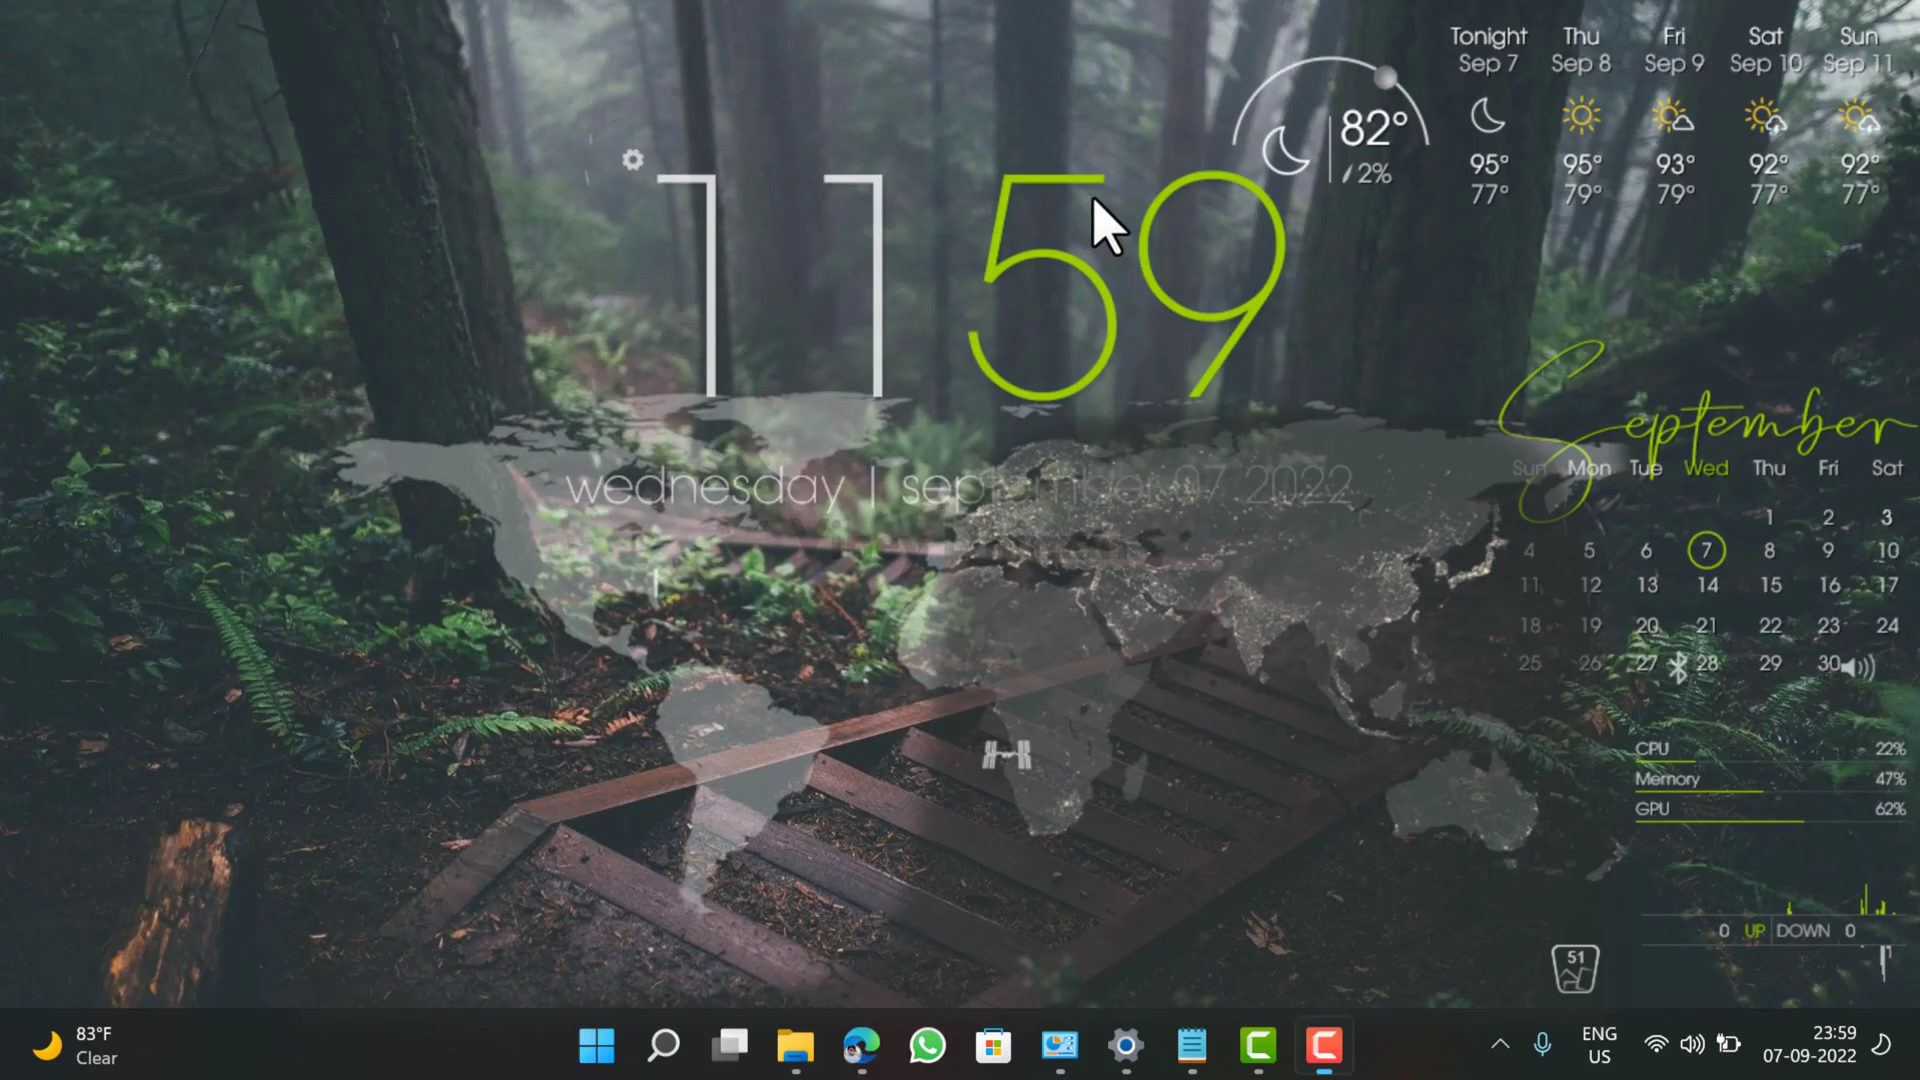 Tonight Thu Fri Sat Sun
Sep 7 Sep 8 Sep 9 Sep 10 Sep 11
82°
2%
95° 95° 93° 92° 92°
77° 79° 79° 77° 77°
11 59
September
wednesday | september 07 2022
Sun Mon Tue Wed Thu Fri Sat
1 2 3
4 5 6 7 8 9 10
11 12 13 14 15 16 17
18 19 20 21 22 23 24
25 26 27 28 29 30
CPU 22%
Memory 47%
GPU 62%
0 UP DOWN 0
51
83°F
Clear
ENG
US
23:59
07-09-2022